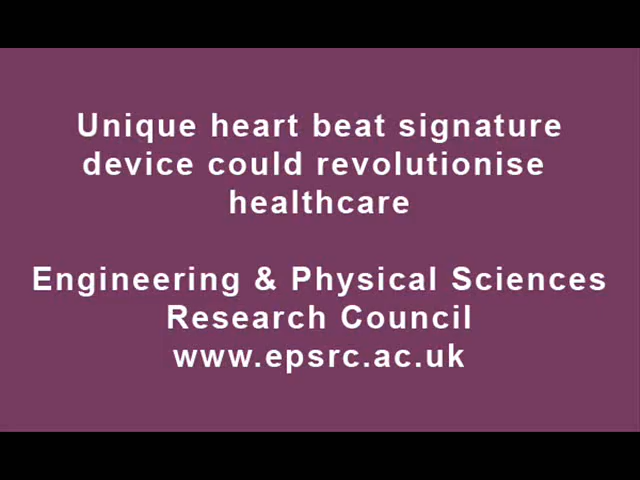 Unique heart beat signature
device could revolutionise
healthcare
Engineering & Physical Sciences
Research Council
www.epsrc.ac.uk